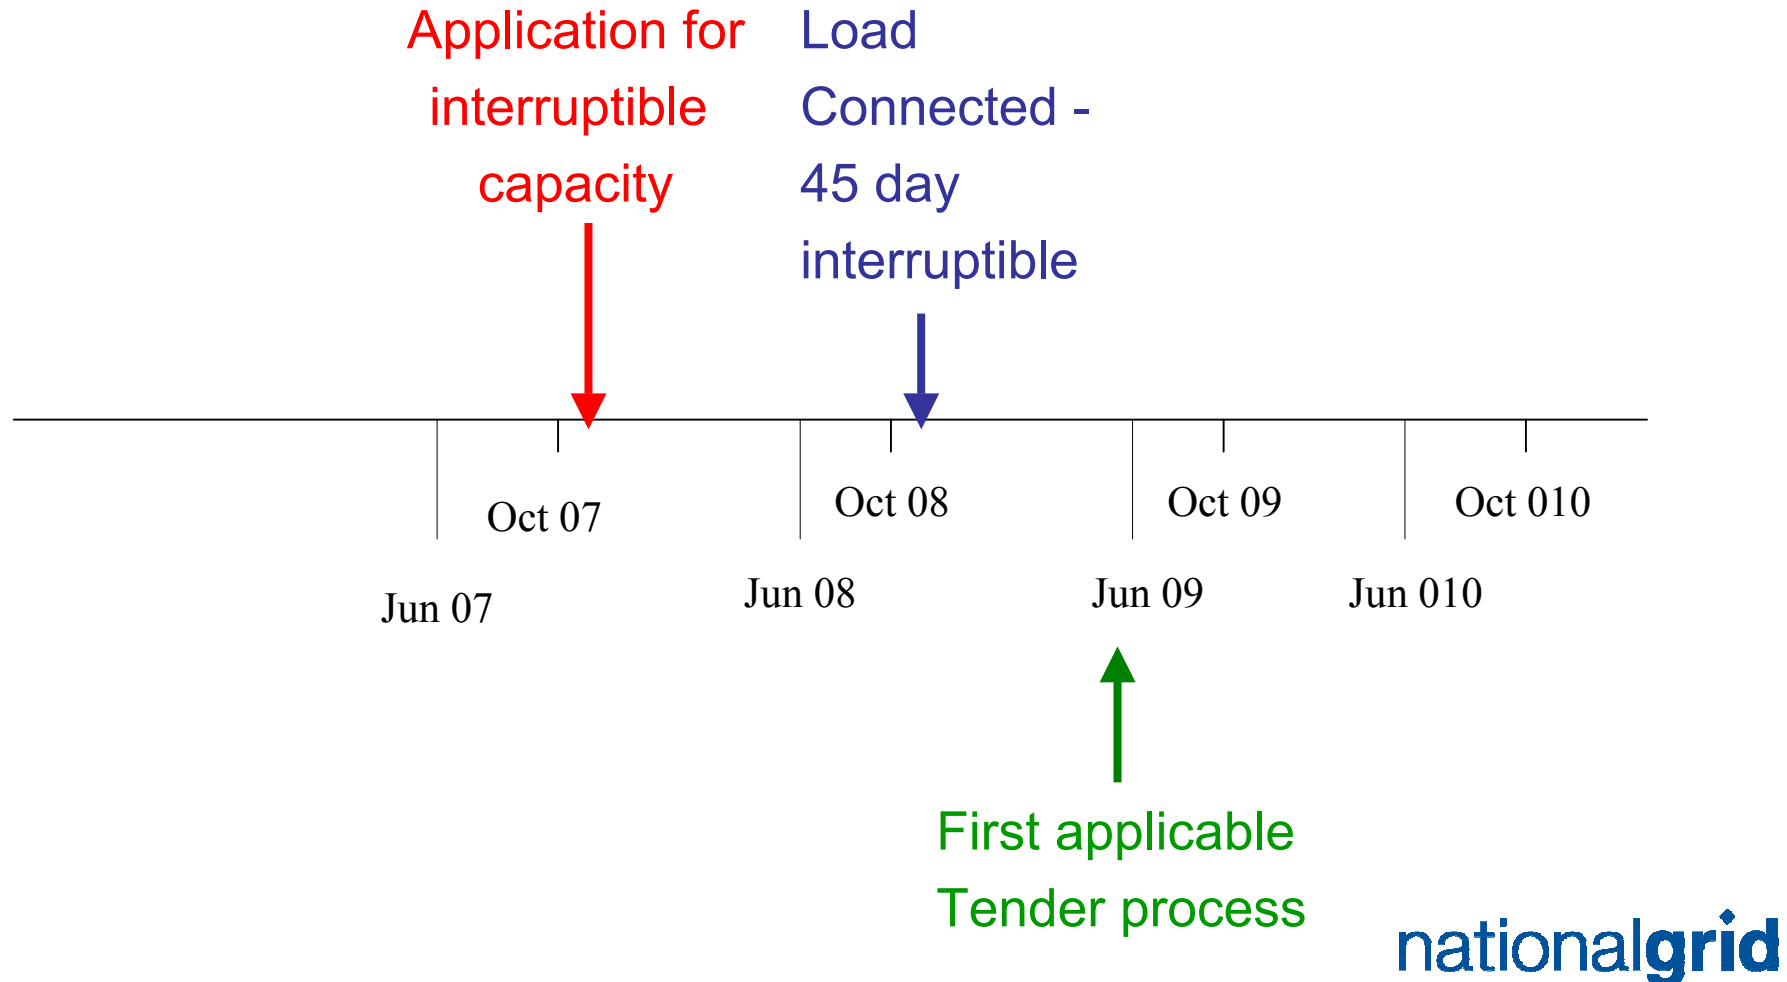 Application for
interruptible
capacity
Load
Connected -
45 day
interruptible
Oct 07
Oct 08
Oct 09
Oct 010
Jun 07
Jun 08
Jun 09
Jun 010
First applicable
Tender process
nationalgrid